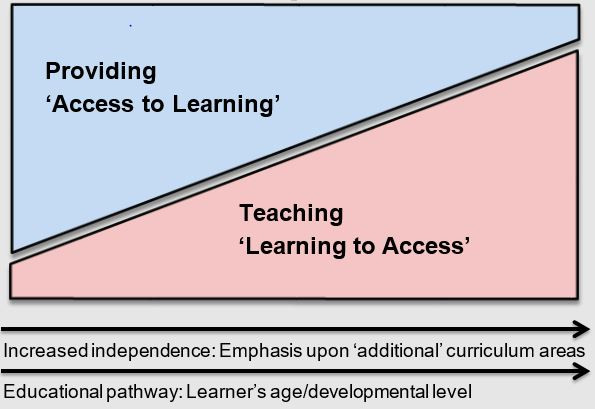 Providing
‘Access to Learning’
Teaching
‘Learning to Access’
Increased independence: Emphasis upon ‘additional’ curriculum areas
Educational pathway: Learner’s age/developmental level